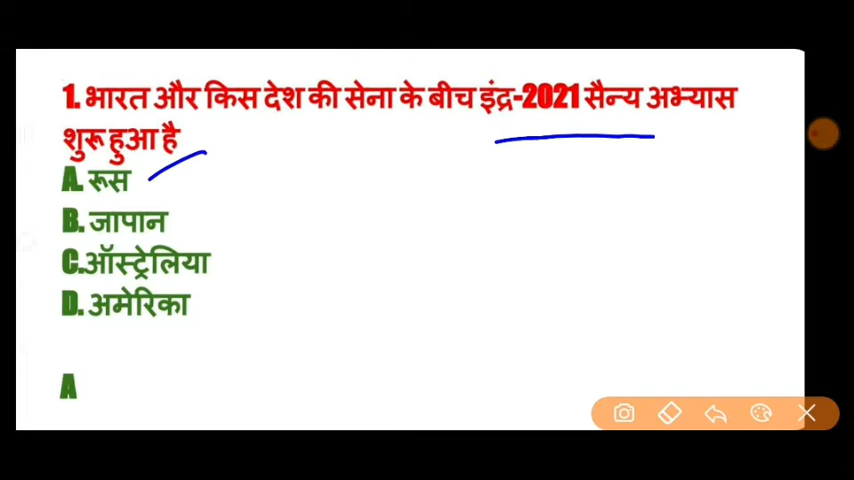 1. भारत और किस देश की सेना के बीच इंद्र-2021 सैन्य अभ्यास
शुरू हुआ है
A. रूस
B. जापान
C.ऑस्ट्रेलिया
D. अमेरिका
A